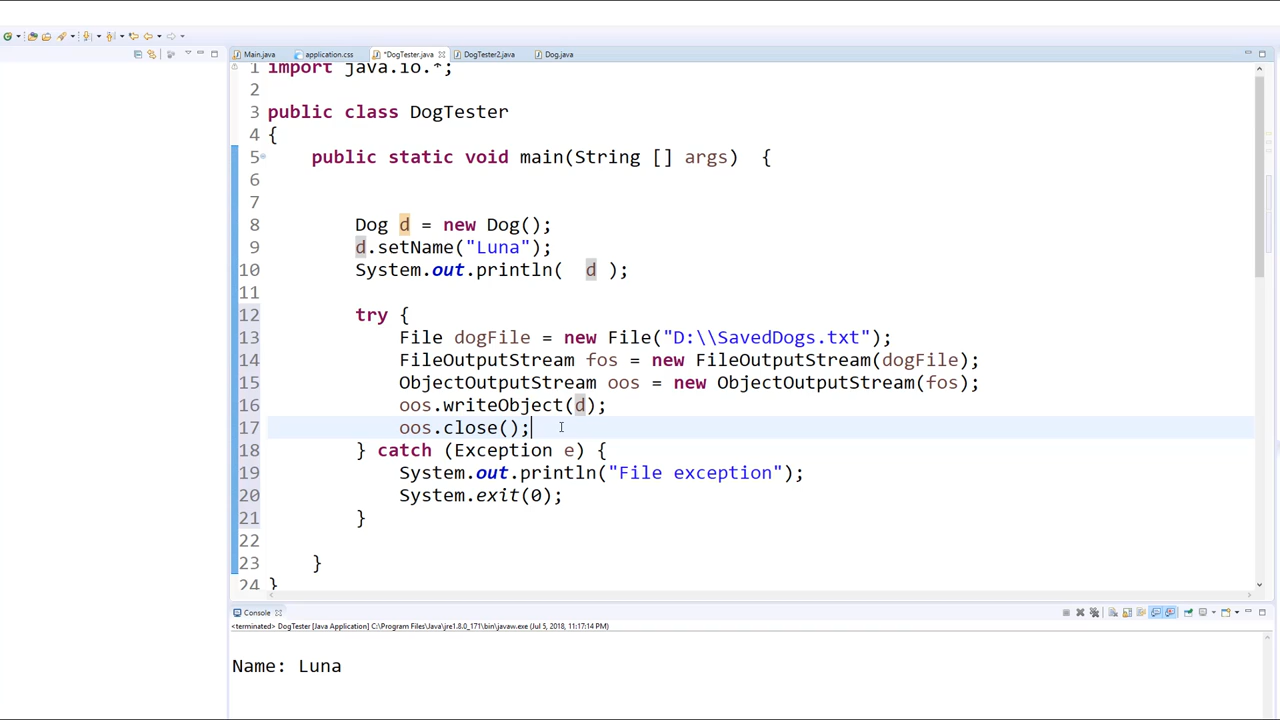 Main.java application.css *DogTester.java DogTester2.java Dog.java
1 import java.io.*;
2
3 public class DogTester
4 {
5 public static void main(String [] args) {
6
7
8 Dog d = new Dog();
9 d.setName("Luna");
10 System.out.println( d );
11
12 try {
13 File dogFile = new File("D:\\SavedDogs.txt");
14 FileOutputStream fos = new FileOutputStream(dogFile);
15 ObjectOutputStream oos = new ObjectOutputStream(fos);
16 oos.writeObject(d);
17 oos.close();
18 } catch (Exception e) {
19 System.out.println("File exception");
20 System.exit(0);
21 }
22
23 }
24 }
Console
<terminated> DogTester [Java Application] C:\Program Files\Java\jre1.8.0_171\bin\javaw.exe (Jul 5, 2018, 11:17:14 PM)
Name: Luna